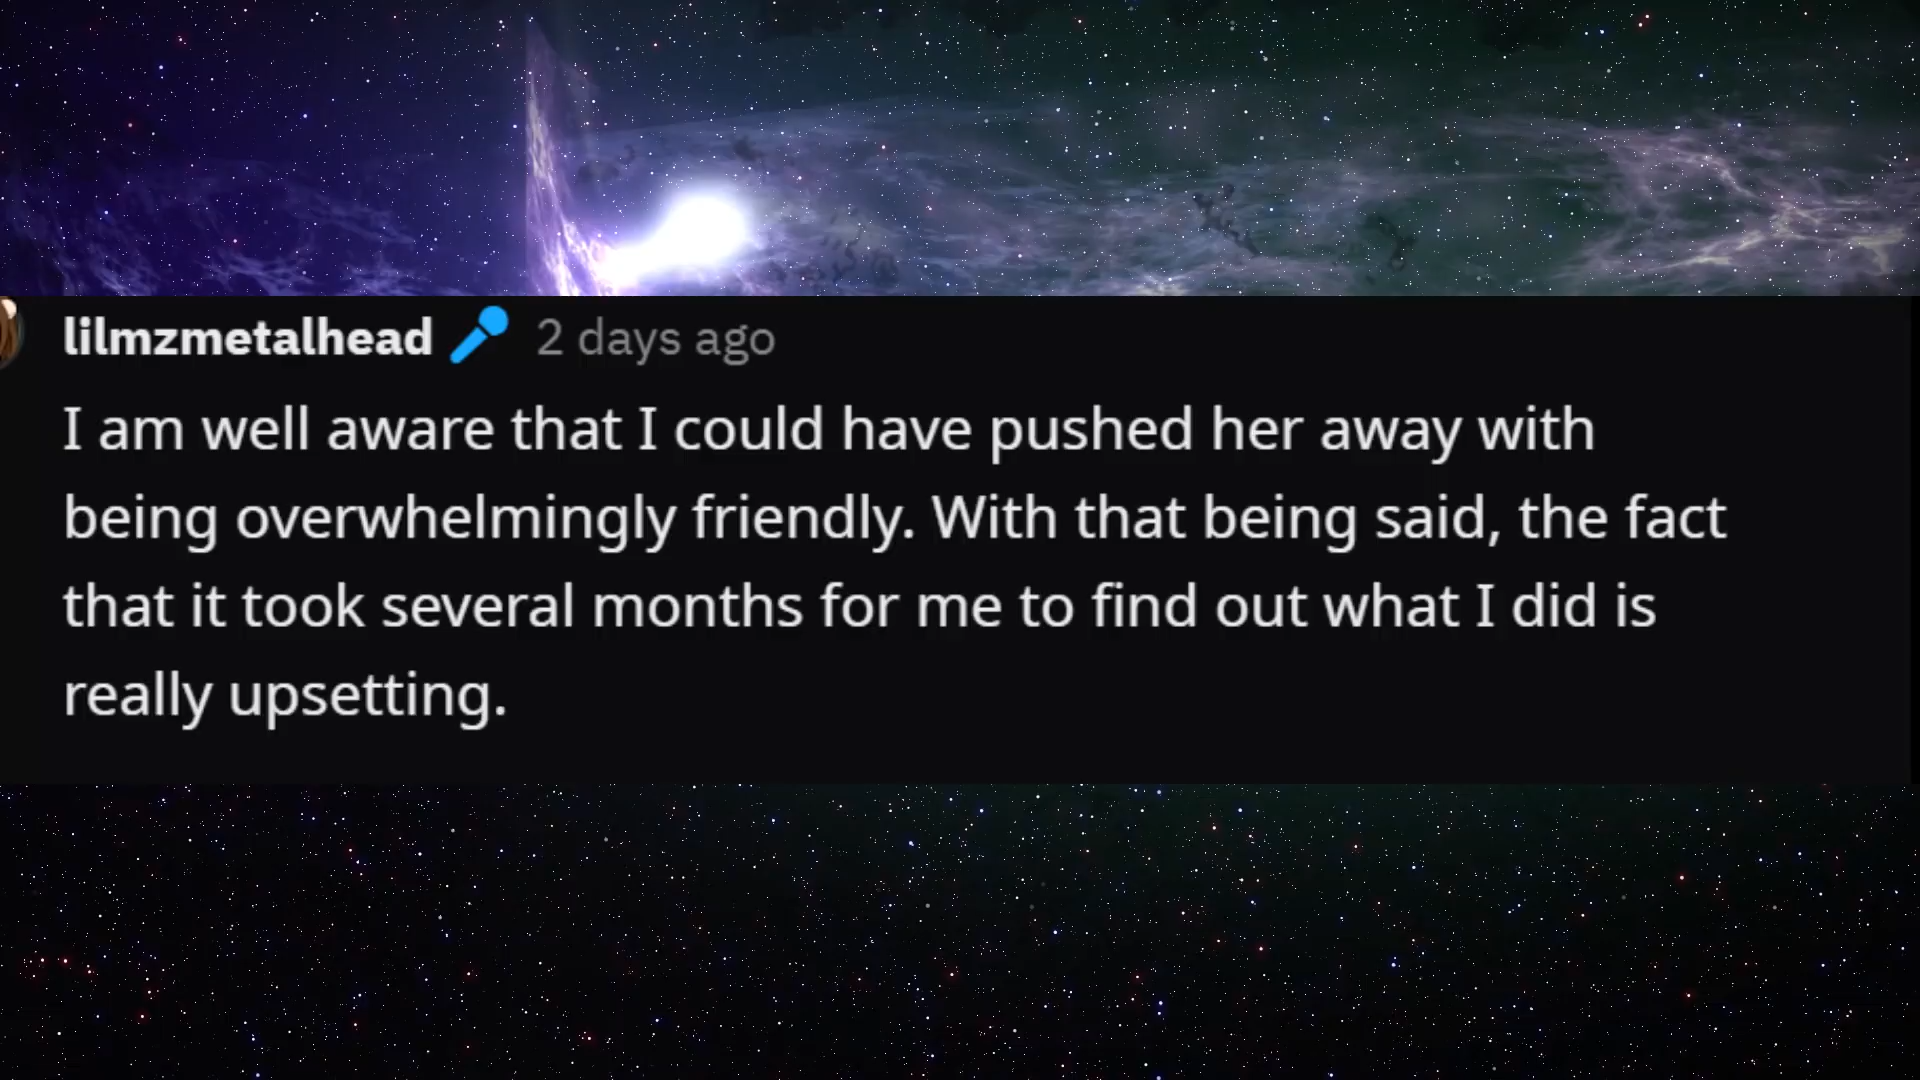 lilmzmetalhead 2 days ago
I am well aware that I could have pushed her away with
being overwhelmingly friendly. With that being said, the fact
that it took several months for me to find out what I did is
really upsetting.